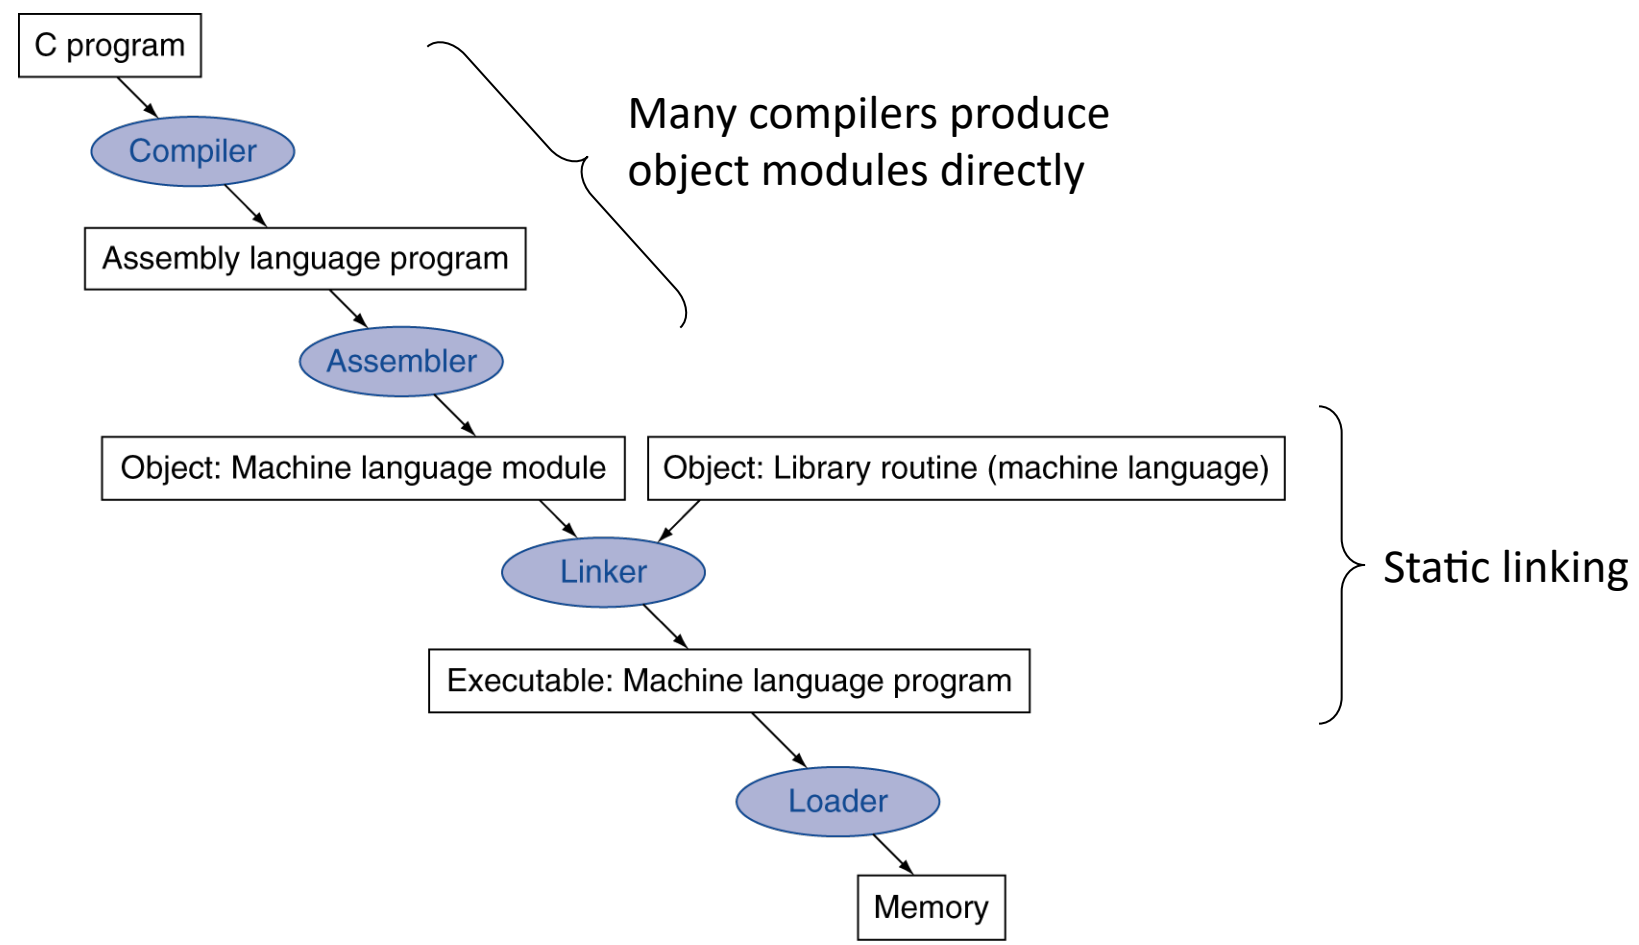 C program
Many compilers produce
object modules directly
Compiler
Assembly language program
Assembler
Object: Machine language module
Object: Library routine (machine language)
Linker
Static linking
Executable: Machine language program
Loader
Memory